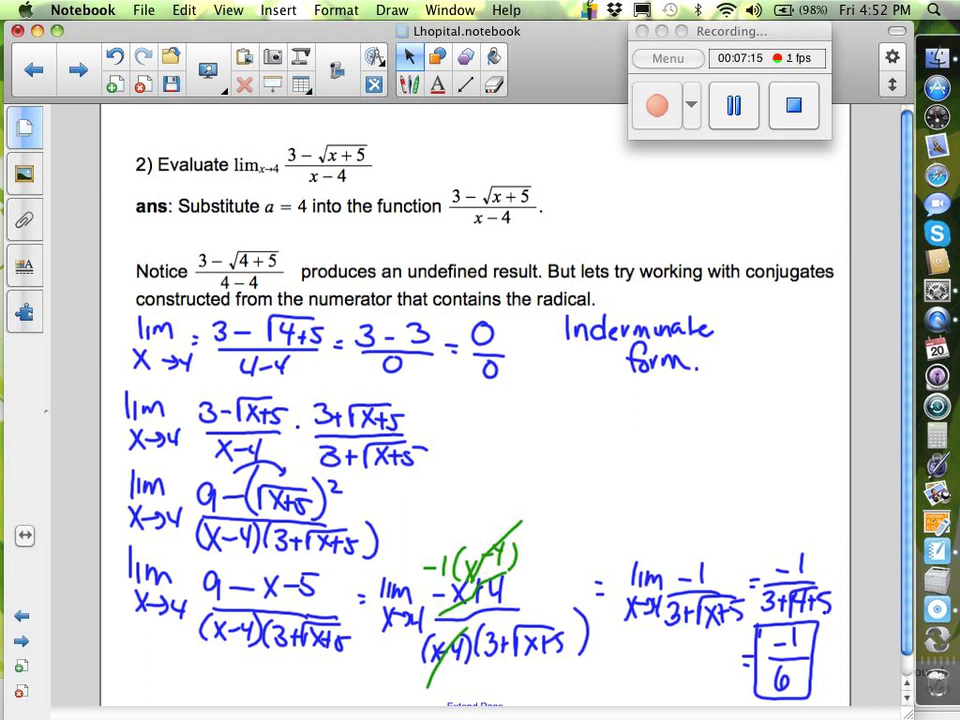 Notebook File Edit View Insert Format Draw Window Help (98%) Fri 4:52 PM
Lhopital.notebook
Recording...
Menu 00:07:15 1 fps
2) Evaluate lim x→4 (3 − √(x + 5))/(x − 4)
ans: Substitute a = 4 into the function (3 − √(x + 5))/(x − 4).
Notice (3 − √(4 + 5))/(4 − 4) produces an undefined result. But lets try working with conjugates
constructed from the numerator that contains the radical.
lim x→4 = (3 − √(4+5))/(4−4) = (3 − 3)/0 = 0/0 Inderminate
form.
lim x→4 (3 − √(x+5))/(x−4) · (3+√(x+5))/(3+√(x+5))
lim x→4 (9 − (√(x+5))²)/((x−4)(3+√(x+5)))
−1(x−4)
lim x→4 (9 − x − 5)/((x−4)(3+√(x+5)) = lim x→4 (−x+4)/((x−4)(3+√(x+5))) = lim x→4 −1/(3+√(x+5)) = −1/(3+√(4+5))
= −1/6
Extend Page